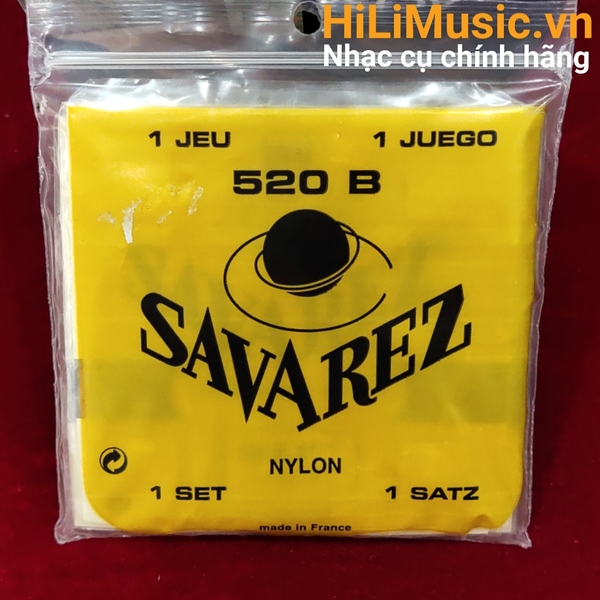 HiLiMusic.vn
Nhạc cụ chính hãng
1 JEU 1 JUEGO
520 B
SAVAREZ
NYLON
1 SET 1 SATZ
made in France